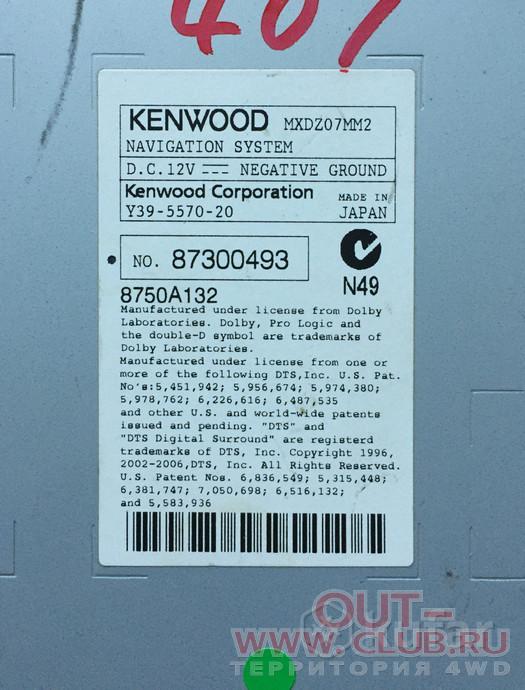 407
KENWOOD MXDZ07MM2
NAVIGATION SYSTEM
D.C.12V NEGATIVE GROUND
Kenwood Corporation MADE IN
Y39-5570-20 JAPAN
NO. 87300493
8750A132 N49
Manufactured under license from Dolby
Laboratories. Dolby, Pro Logic and
the double-D symbol are trademarks of
Dolby Laboratories.
Manufactured under license from one or
more of the following DTS,Inc. U.S. Pat.
No's:5,451,942; 5,956,674; 5,974,380;
5,978,762; 6,226,616; 6,487,535
and other U.S. and world-wide patents
issued and pending. "DTS" and
"DTS Digital Surround" are registerd
trademarks of DTS, Inc. Copyright 1996,
2002-2006,DTS, Inc. All Rights Reserved.
U.S. Patent Nos. 6,836,549; 5,315,448;
6,381,747; 7,050,698; 6,516,132;
and 5,583,936
OUT-
WWW.CLUB.RU
ТЕРРИТОРИЯ 4WD